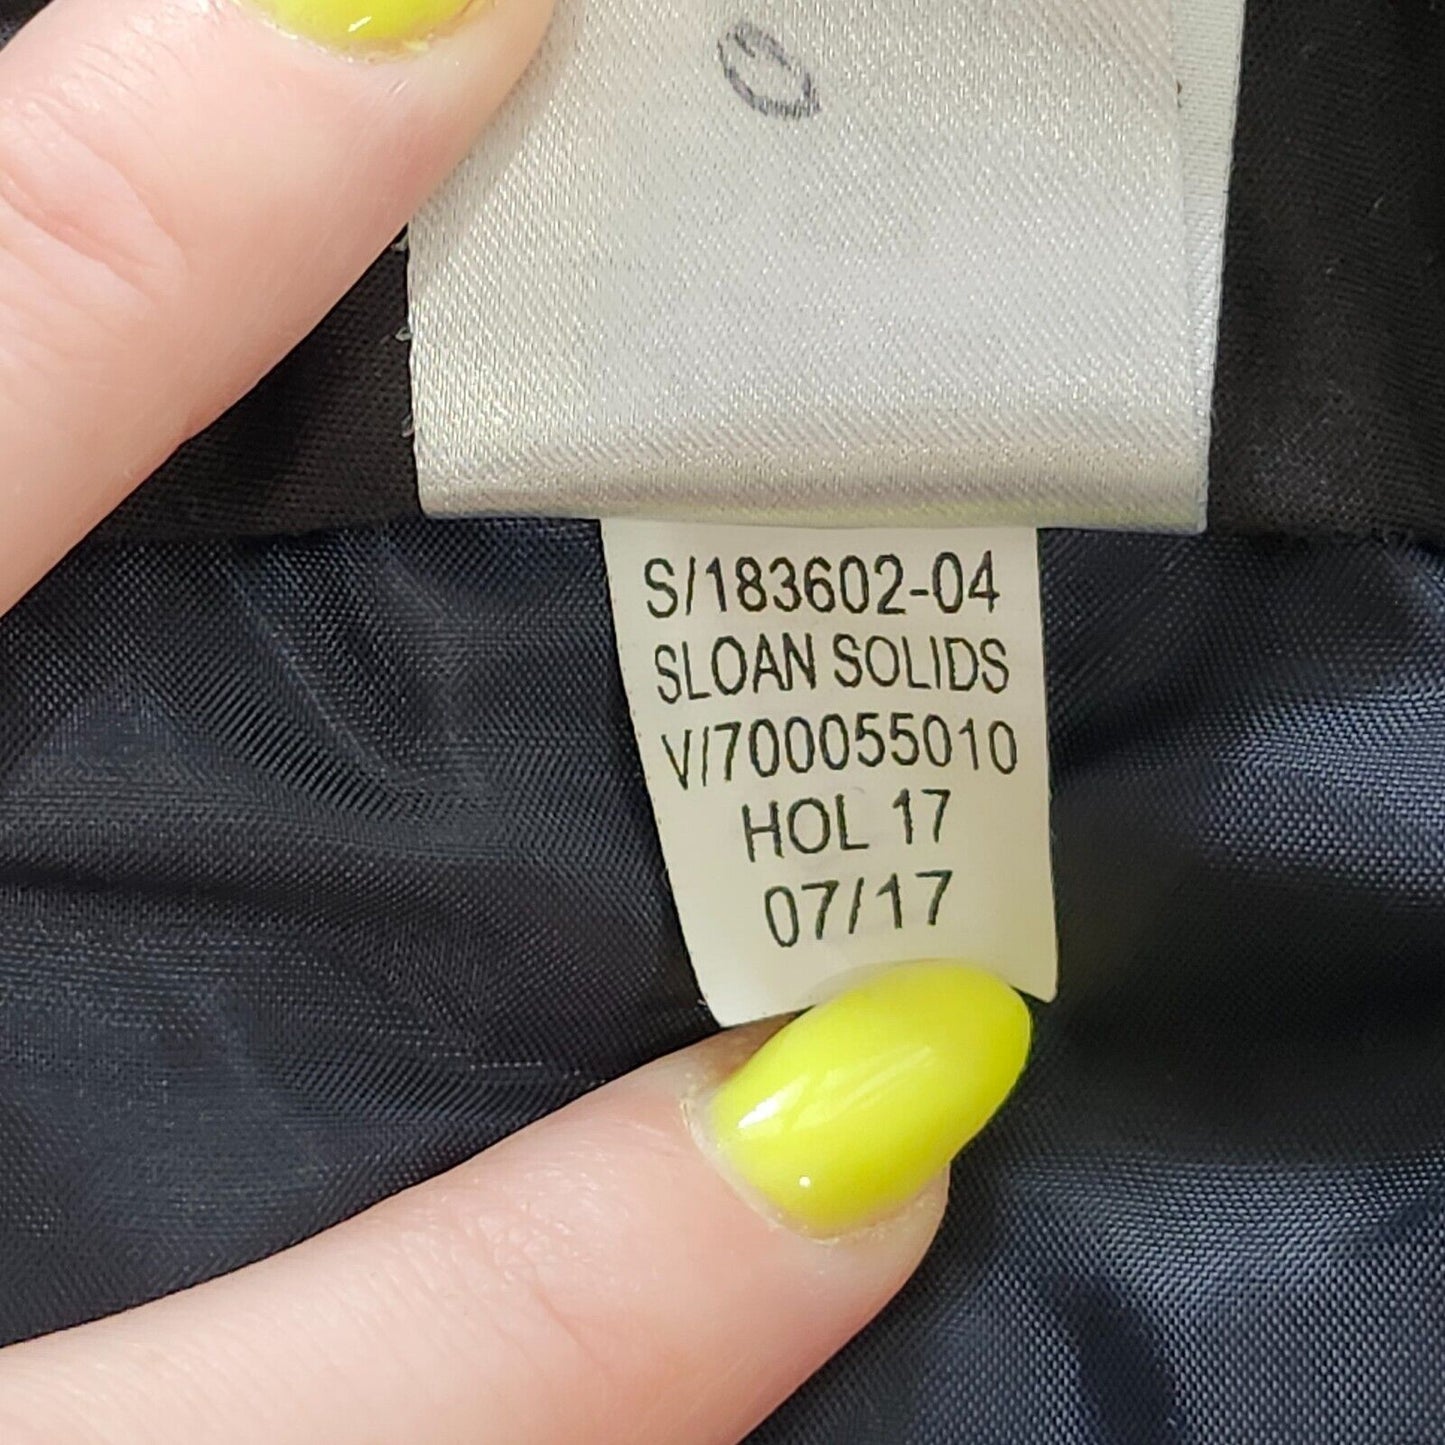 S/183602-04
SLOAN SOLIDS
V/700055010
HOL 17
07/17